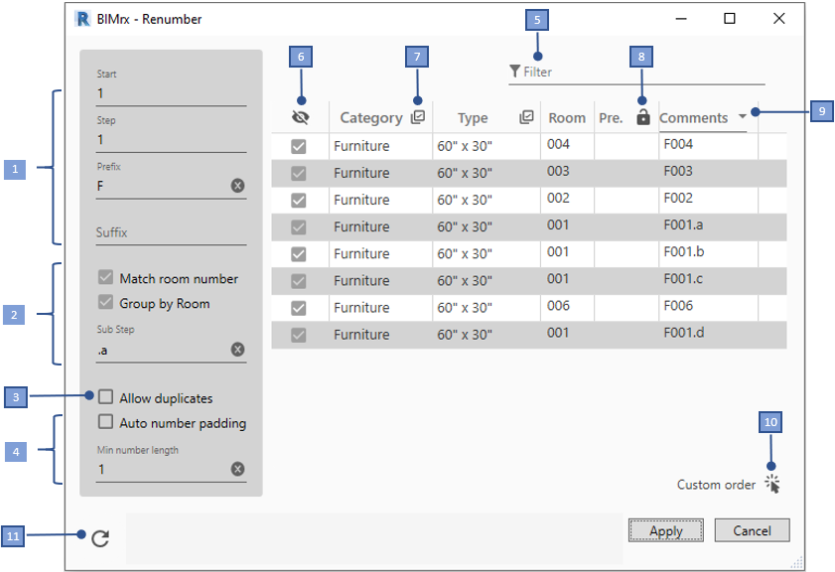 R BIMrx - Renumber
5
6
7
8
Start
1
Filter
Step
1
Category
Type
Room
Pre.
Comments
9
Prefix
F
1
Furniture 60" x 30" 004 F004
Furniture 60" x 30" 003 F003
Furniture 60" x 30" 002 F002
Furniture 60" x 30" 001 F001.a
Furniture 60" x 30" 001 F001.b
Furniture 60" x 30" 001 F001.c
Furniture 60" x 30" 006 F006
Furniture 60" x 30" 001 F001.d
Suffix
Match room number
Group by Room
2
Sub Step
.a
3
Allow duplicates
Auto number padding
4
Min number length
1
10
Custom order
11
Apply
Cancel